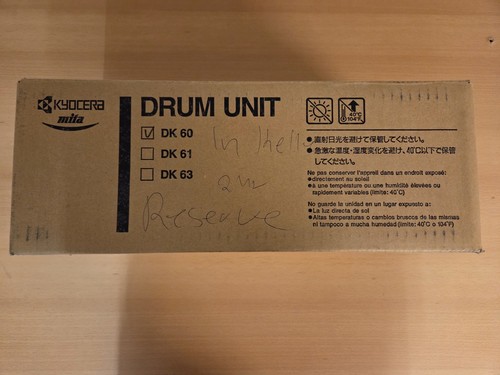 KYOCERA
mita
DRUM UNIT
DK 60
DK 61
DK 63
Reserve
40°C
104°F
●直射日光を避けて保管してください。
●急激な温度・湿度変化を避け、40℃以下で保管
してください。
Ne pas conserver l'appareil dans un endroit exposé:
●directement au soleil
●à une température ou une humidité élevées ou
rapidement variables (limite: 40°C ou 104°F)
No guarde la unidad en un lugar expuesto a:
●La luz directa de sol
●Altas temperaturas o cambios bruscos de las mismas
ni tampoco a mucha humedad (límite: 40°C o 104°F)